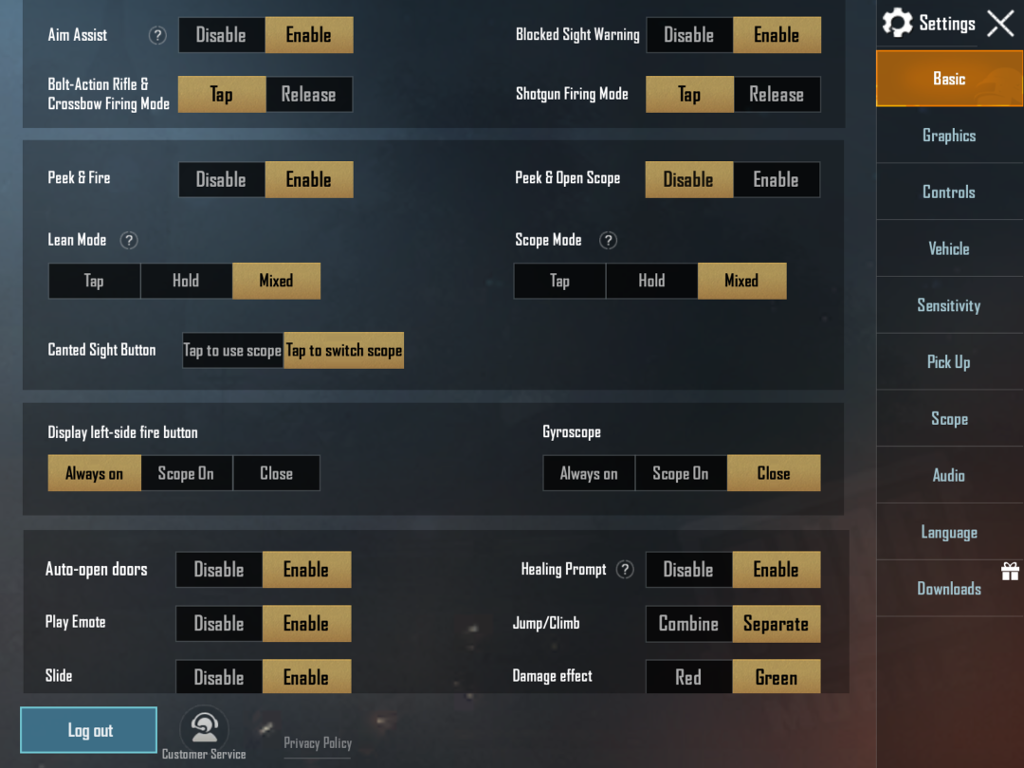 Aim Assist ? Disable Enable
Blocked Sight Warning Disable Enable
Bolt-Action Rifle &
Crossbow Firing Mode Tap Release
Shotgun Firing Mode Tap Release
Peek & Fire Disable Enable
Peek & Open Scope Disable Enable
Lean Mode ?
Tap Hold Mixed
Scope Mode ?
Tap Hold Mixed
Canted Sight Button Tap to use scope Tap to switch scope
Display left-side fire button
Always on Scope On Close
Gyroscope
Always on Scope On Close
Auto-open doors Disable Enable
Healing Prompt ? Disable Enable
Play Emote Disable Enable
Jump/Climb Combine Separate
Slide Disable Enable
Damage effect Red Green
Log out
Customer Service
Privacy Policy
Settings
Basic
Graphics
Controls
Vehicle
Sensitivity
Pick Up
Scope
Audio
Language
Downloads